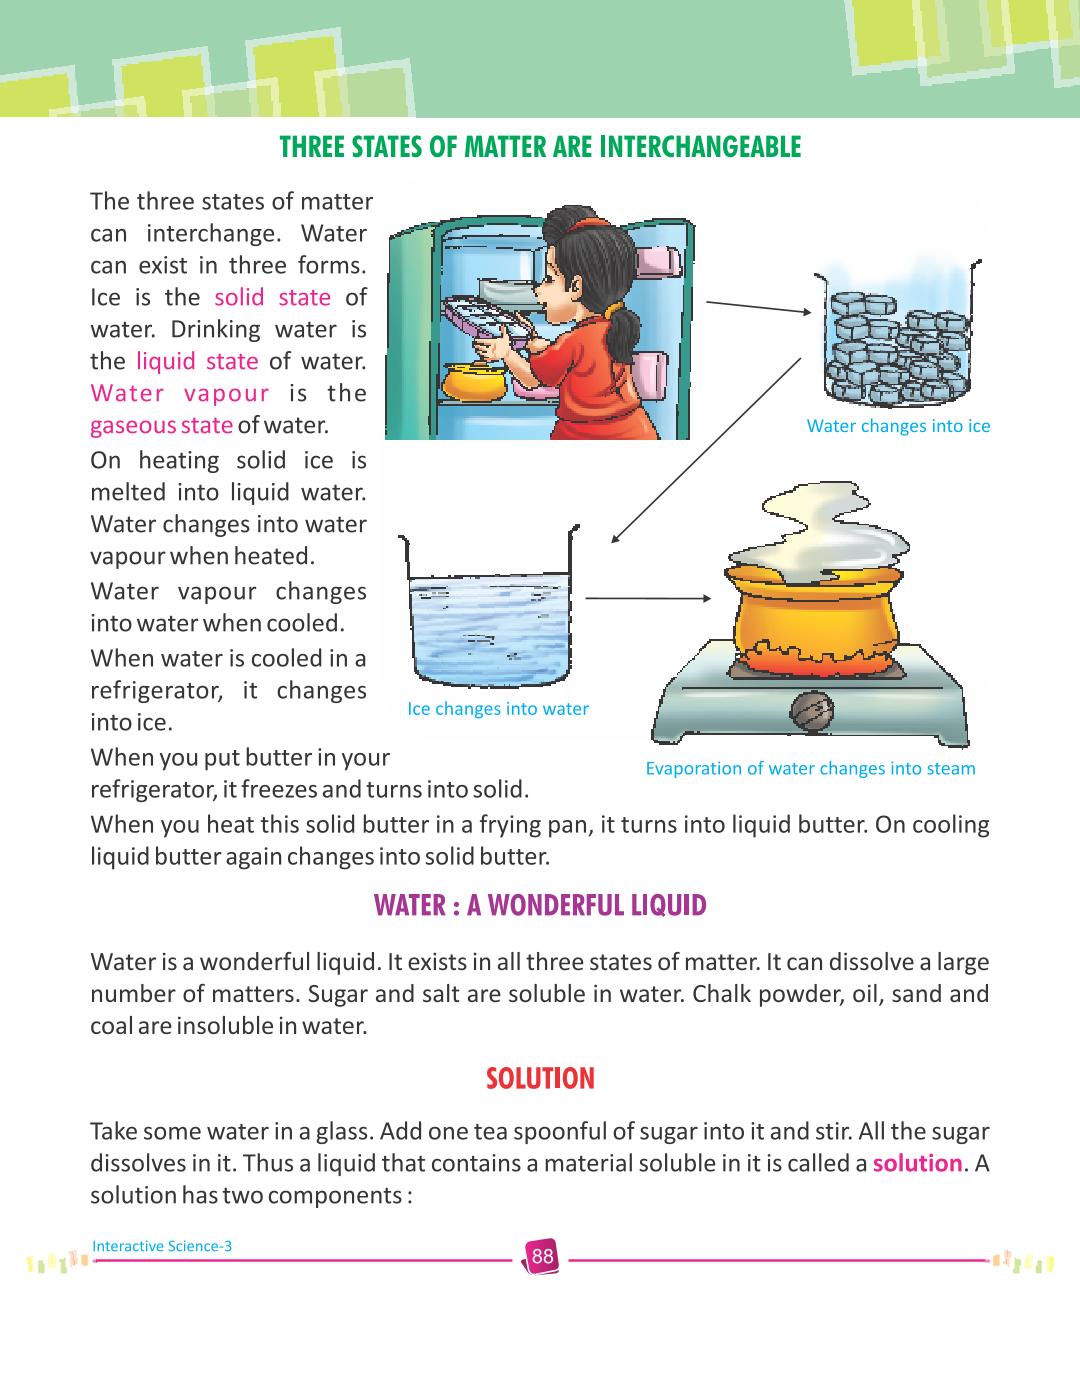 THREE STATES OF MATTER ARE INTERCHANGEABLE
The three states of matter
can interchange. Water
can exist in three forms.
Ice is the solid state of
water. Drinking water is
the liquid state of water.
Water vapour is the
gaseous state of water.
On heating solid ice is
melted into liquid water.
Water changes into water
vapour when heated.
Water vapour changes
into water when cooled.
When water is cooled in a
refrigerator, it changes
into ice.
When you put butter in your
refrigerator, it freezes and turns into solid.
When you heat this solid butter in a frying pan, it turns into liquid butter. On cooling
liquid butter again changes into solid butter.
Water changes into ice
Ice changes into water
Evaporation of water changes into steam
WATER : A WONDERFUL LIQUID
Water is a wonderful liquid. It exists in all three states of matter. It can dissolve a large
number of matters. Sugar and salt are soluble in water. Chalk powder, oil, sand and
coal are insoluble in water.
SOLUTION
Take some water in a glass. Add one tea spoonful of sugar into it and stir. All the sugar
dissolves in it. Thus a liquid that contains a material soluble in it is called a solution. A
solution has two components :
Interactive Science-3
88